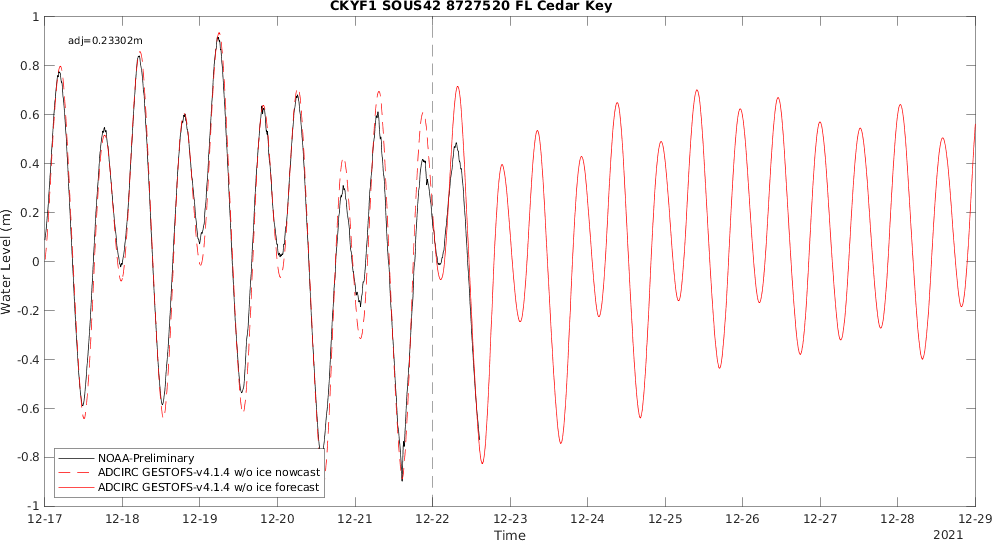 CKYF1 SOUS42 8727520 FL Cedar Key
adj=0.23302m
Water Level (m)
1
0.8
0.6
0.4
0.2
0
-0.2
-0.4
-0.6
-0.8
-1
NOAA-Preliminary
ADCIRC GESTOFS-v4.1.4 w/o ice nowcast
ADCIRC GESTOFS-v4.1.4 w/o ice forecast
12-17 12-18 12-19 12-20 12-21 12-22 12-23 12-24 12-25 12-26 12-27 12-28 12-29
Time
2021